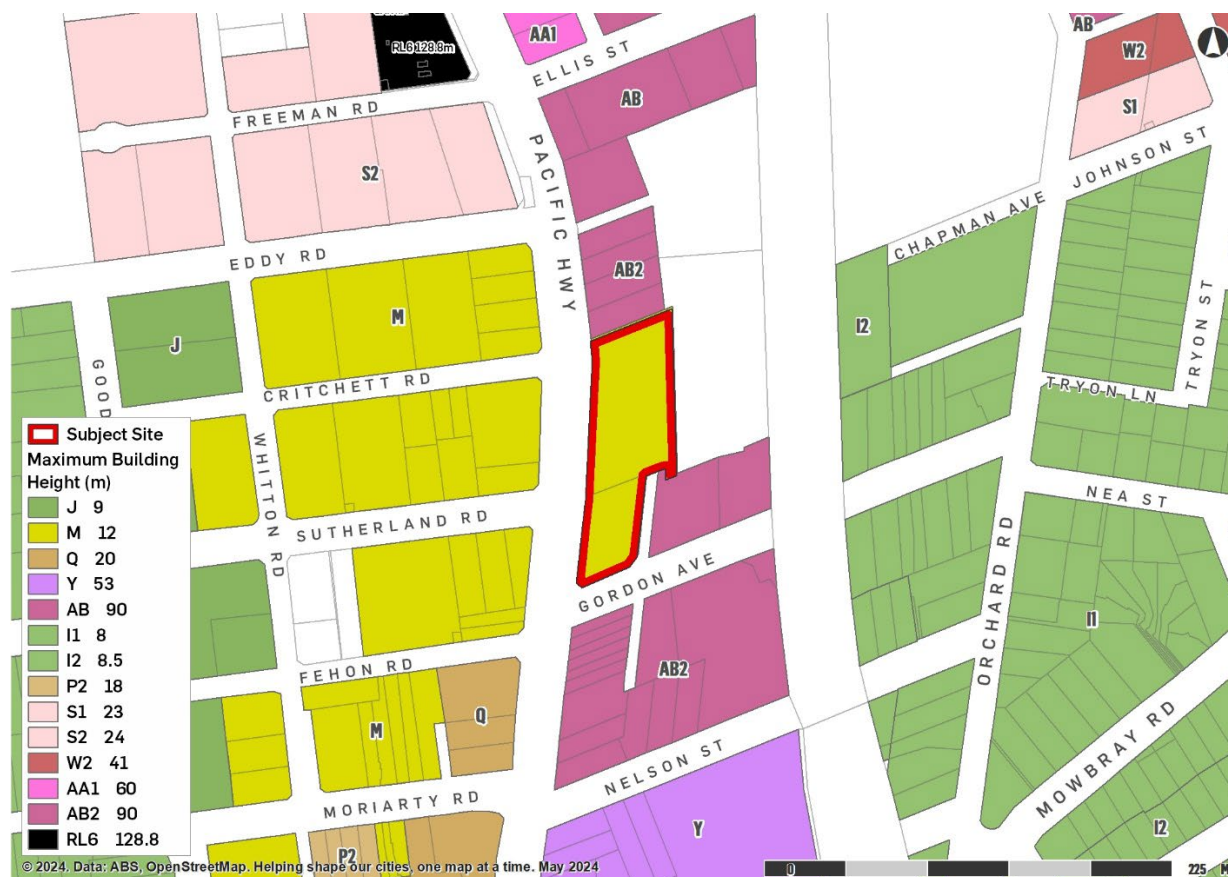 RL6 128.8m
AA1
AB
W2
S1
ELLIS ST
AB
FREEMAN RD
S2
PACIFIC HWY
JOHNSON ST
CHAPMAN AVE
EDDY RD
AB2
M
J
I2
TRYON ST
TRYON LN
CRITCHETT RD
GOOD
WHITTON RD
NEA ST
SUTHERLAND RD
ORCHARD RD
GORDON AVE
I1
FEHON RD
AB2
Q
M
MOWBRAY RD
NELSON ST
MORIARTY RD
Y
P2
I2
Subject Site
Maximum Building
Height (m)
J 9
M 12
Q 20
Y 53
AB 90
I1 8
I2 8.5
P2 18
S1 23
S2 24
W2 41
AA1 60
AB2 90
RL6 128.8
© 2024. Data: ABS, OpenStreetMap. Helping shape our cities, one map at a time. May 2024
0
225 M